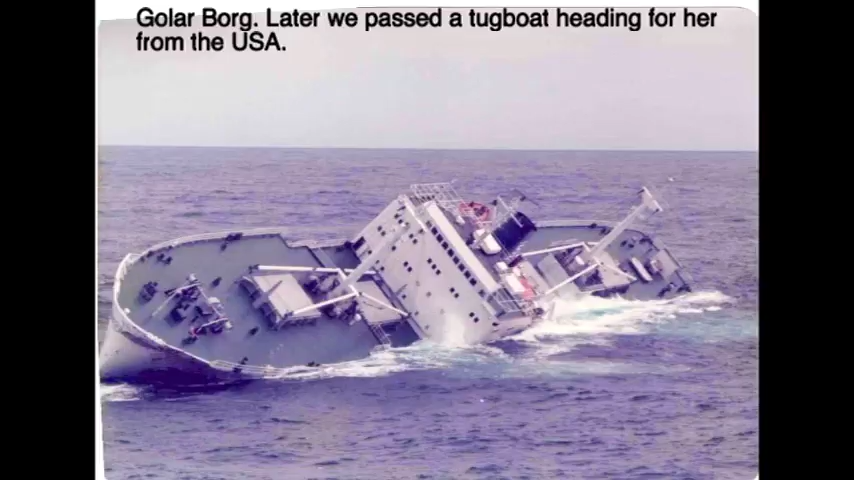 Golar Borg. Later we passed a tugboat heading for her
from the USA.